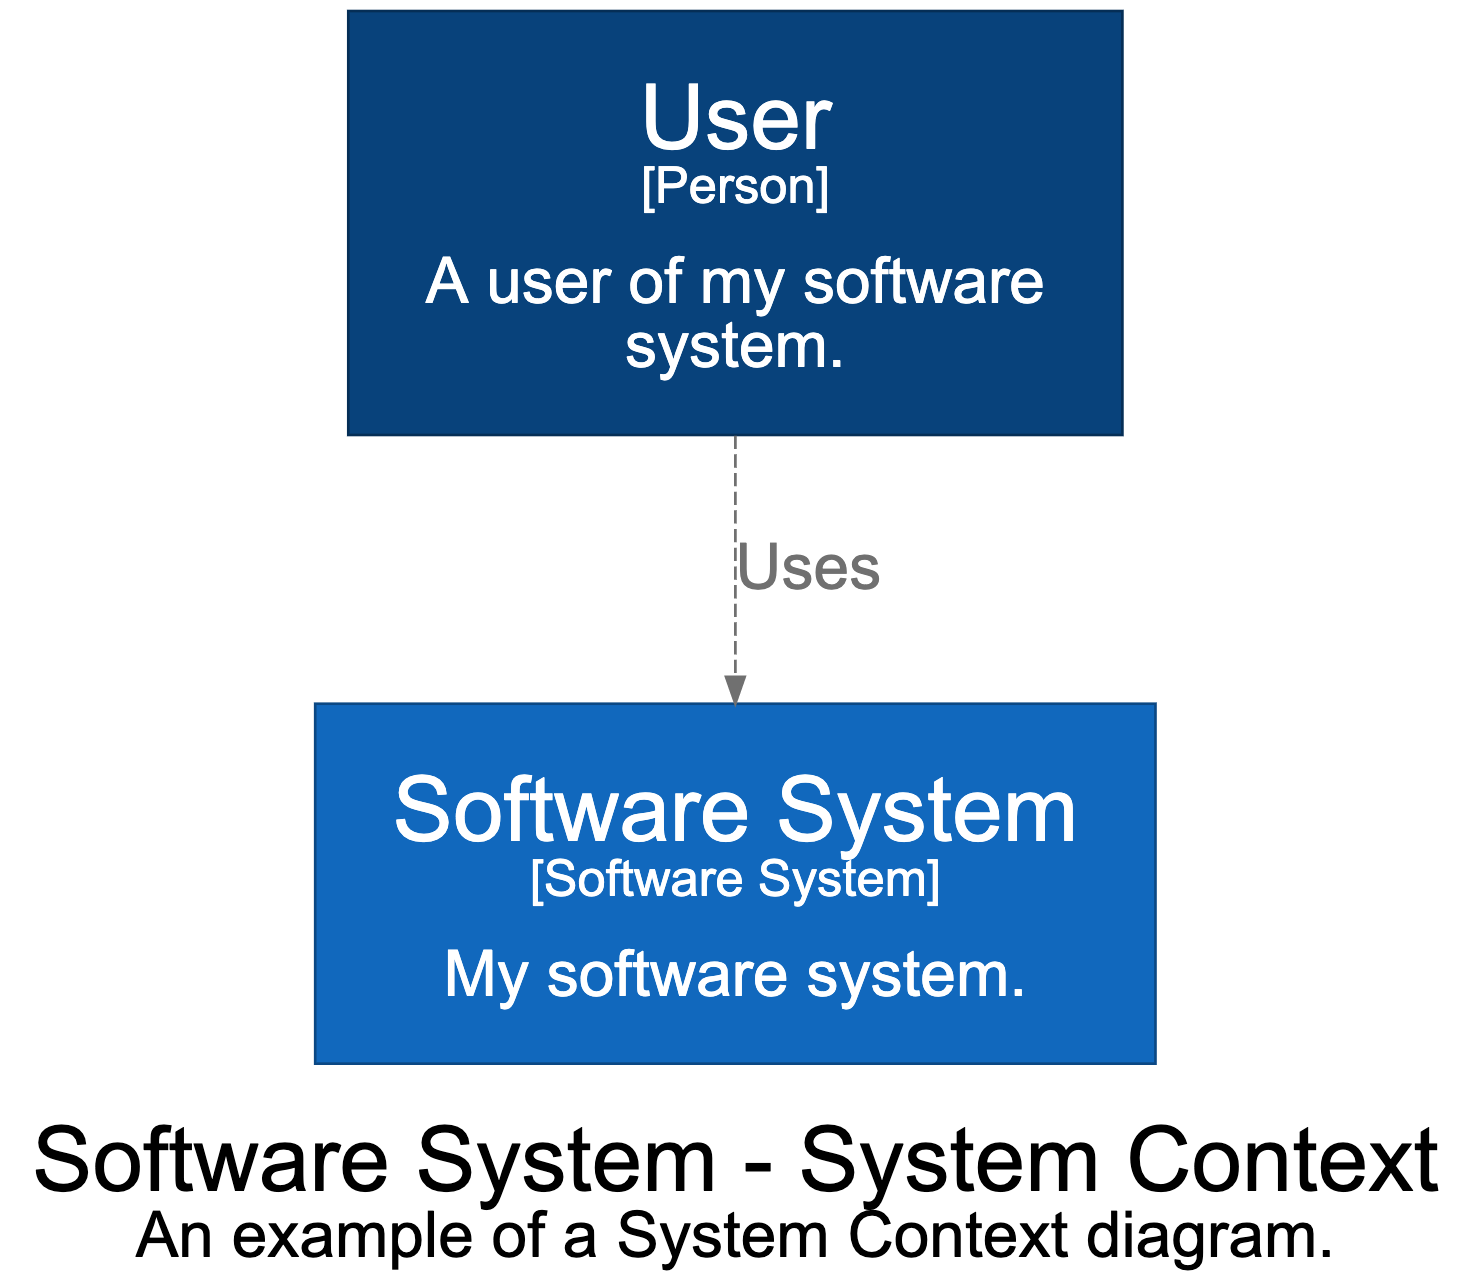 User
[Person]
A user of my software
system.
Uses
Software System
[Software System]
My software system.
Software System - System Context
An example of a System Context diagram.